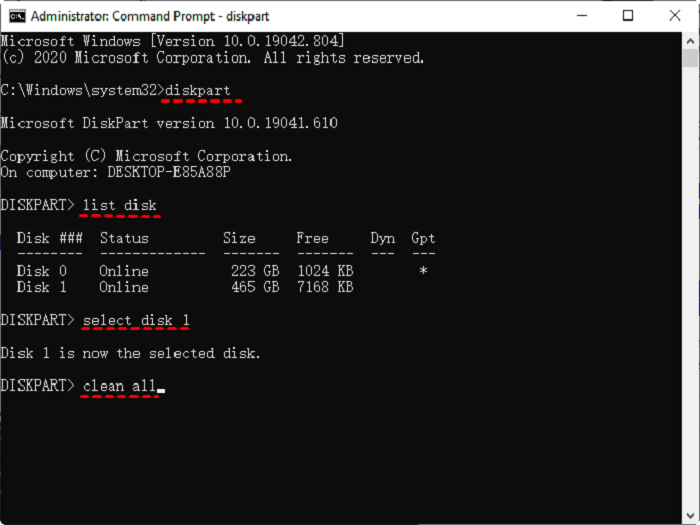 Administrator: Command Prompt - diskpart
Microsoft Windows [Version 10.0.19042.804]
(c) 2020 Microsoft Corporation. All rights reserved.
C:\Windows\system32>diskpart
Microsoft DiskPart version 10.0.19041.610
Copyright (C) Microsoft Corporation.
On computer: DESKTOP-E85A88P
DISKPART> list disk
Disk ###  Status         Size     Free     Dyn  Gpt
--------  -------------  -------  -------  ---  ---
Disk 0    Online          223 GB  1024 KB        *
Disk 1    Online          465 GB  7168 KB
DISKPART> select disk 1
Disk 1 is now the selected disk.
DISKPART> clean all